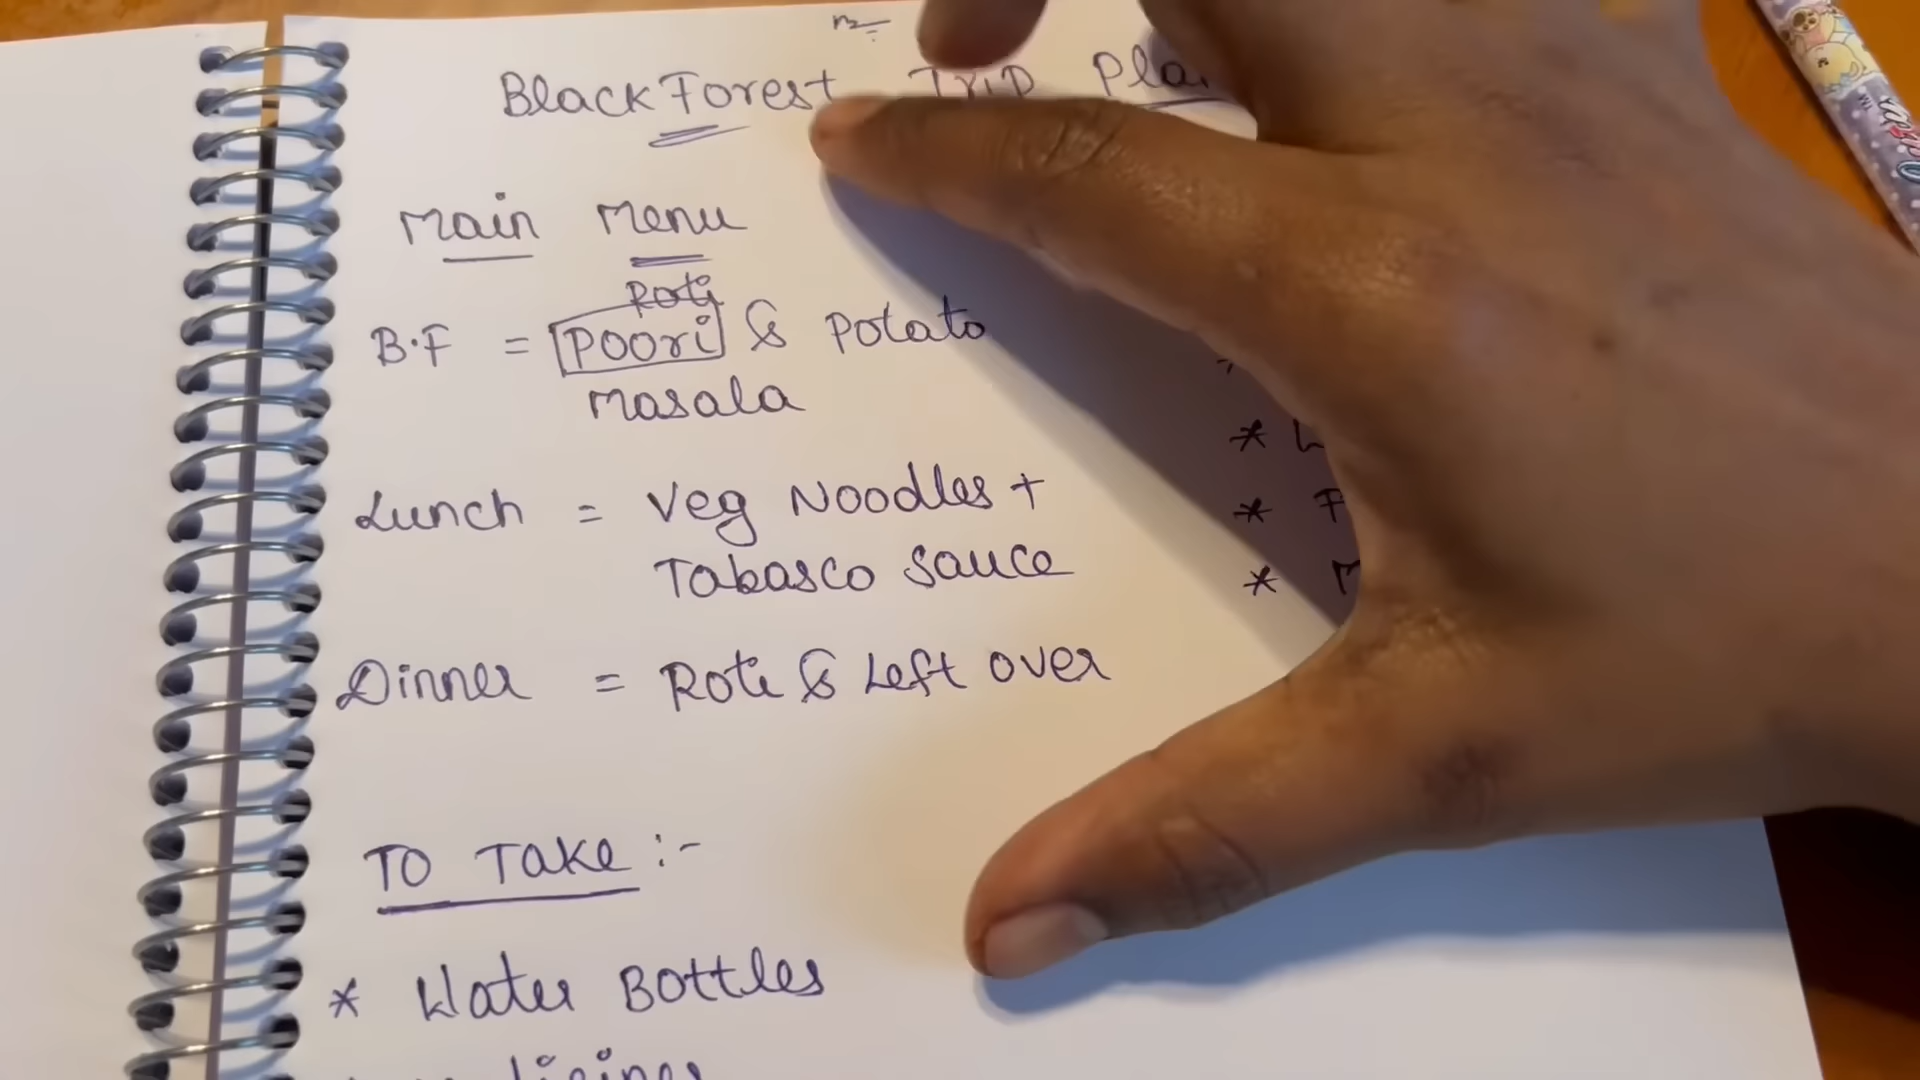 Black Forest Trip
Main Menu
Roti
B.F = Poori & Potato
Masala
Lunch = Veg Noodles +
Tabasco Sauce
Dinner = Roti & Left over
TO TAKE :-
* Water Bottles